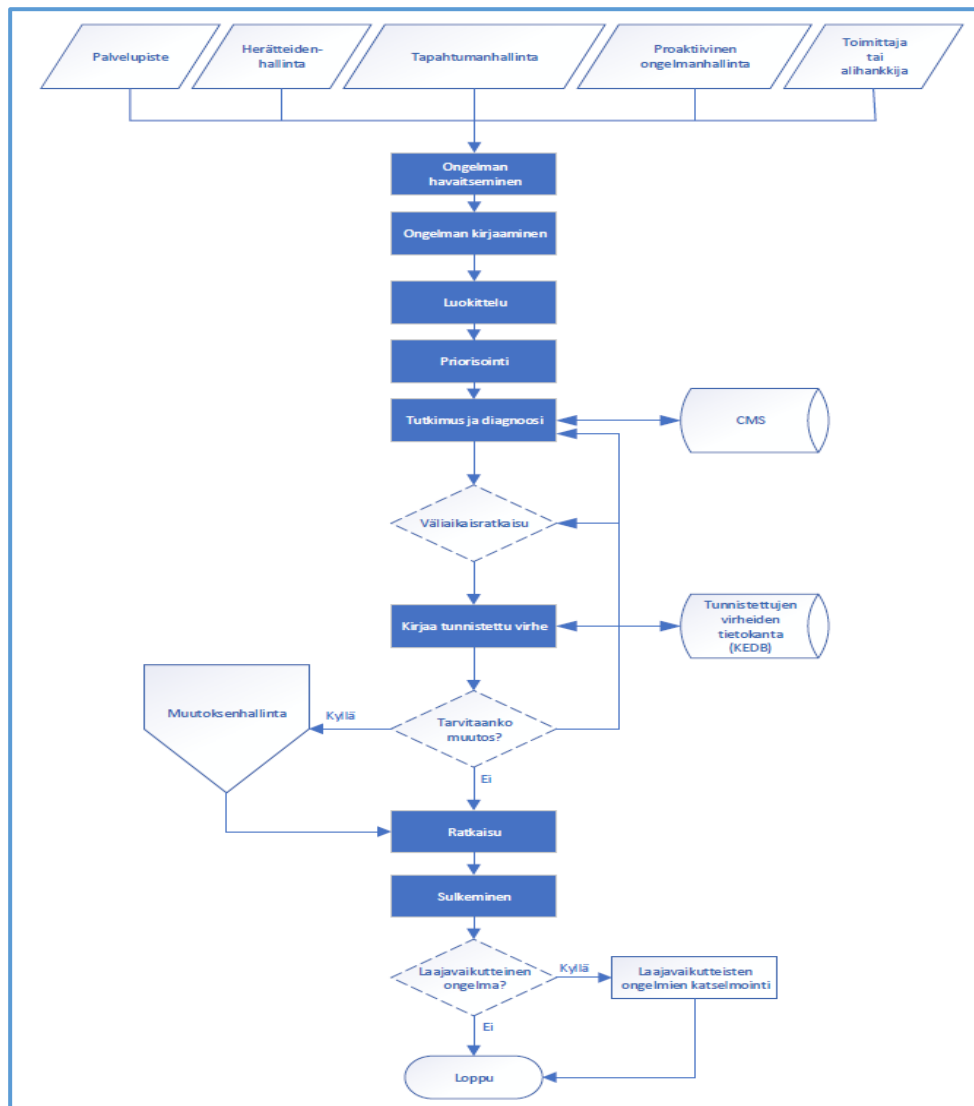 Palvelupiste
Herätteiden-
hallinta
Tapahtumanhallinta
Proaktiivinen
ongelmanhallinta
Toimittaja
tai
alihankkija
Ongelman
havaitseminen
Ongelman kirjaaminen
Luokittelu
Priorisointi
Tutkimus ja diagnoosi
CMS
Väliaikaisratkaisu
Kirjaa tunnistettu virhe
Tunnistettujen
virheiden
tietokanta
(KEDB)
Muutoksenhallinta
Kyllä
Tarvitaanko
muutos?
Ei
Ratkaisu
Sulkeminen
Laajavaikutteinen
ongelma?
Kyllä
Laajavaikutteisten
ongelmien katselmointi
Ei
Loppu